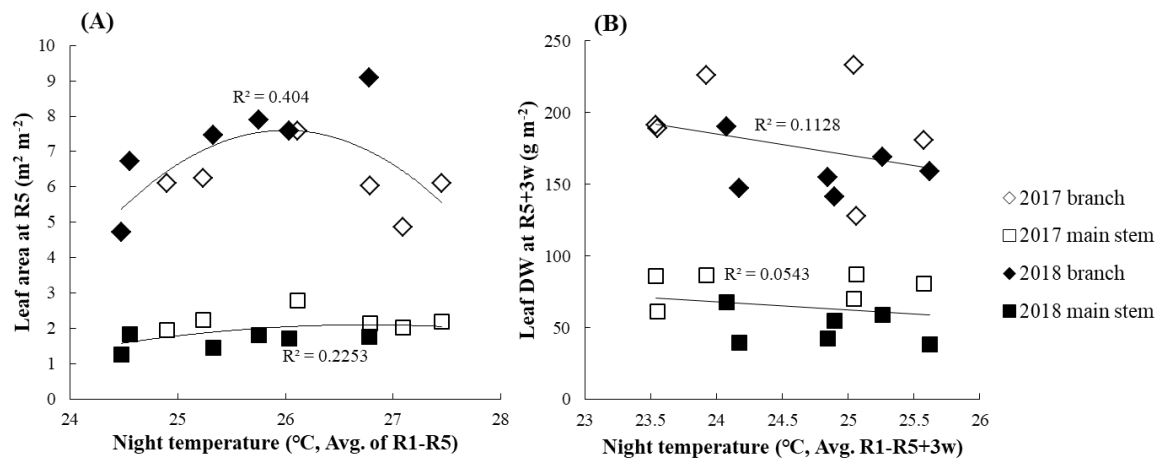 (A)
10
9
8
7
6
5
4
3
2
1
0
R² = 0.404
R² = 0.2253
24
25
26
27
28
Leaf area at R5 (m² m⁻²)
Night temperature (℃, Avg. of R1-R5)
(B)
250
200
150
100
50
0
R² = 0.1128
R² = 0.0543
23
23.5
24
24.5
25
25.5
26
Leaf DW at R5+3w (g m⁻²)
Night temperature (℃, Avg. R1-R5+3w)
2017 branch
2017 main stem
2018 branch
2018 main stem